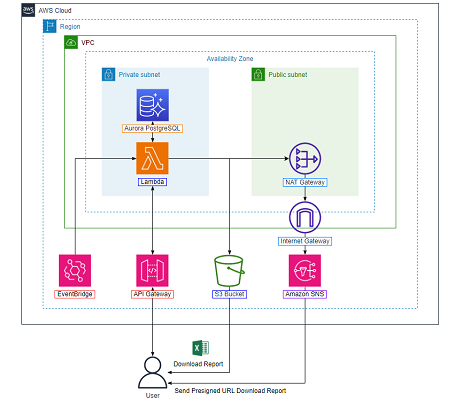 aws
AWS Cloud
Region
VPC
Availability Zone
Private subnet
Public subnet
Aurora PostgreSQL
Lambda
NAT Gateway
Internet Gateway
EventBridge
API Gateway
S3 Bucket
Amazon SNS
Download Report
Send Presigned URL Download Report
User